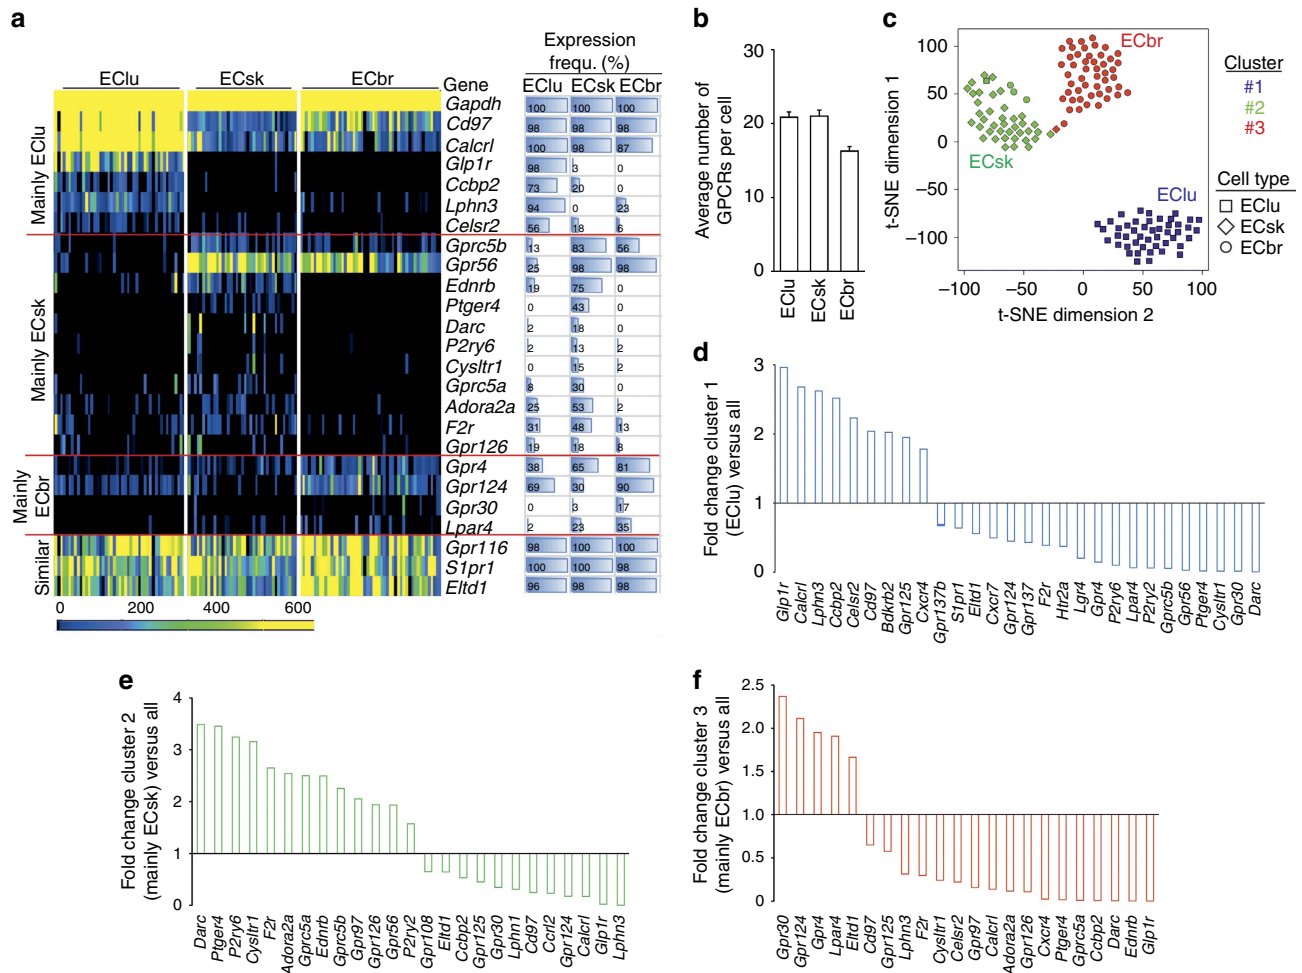 a
EClu ECsk ECbr
Expression
frequ. (%)
Gene EClu ECsk ECbr
Mainly EClu
Gapdh 100 100 100
Cd97 98 98 98
Calcrl 100 98 87
Glp1r 98 3 0
Ccbp2 73 20 0
Lphn3 94 0 23
Celsr2 56 18 6
Mainly ECsk
Gprc5b 13 83 56
Gpr56 25 98 98
Ednrb 19 75 0
Ptger4 0 43 0
Darc 2 18 0
P2ry6 2 13 2
Cysltr1 0 15 2
Gprc5a 8 30 0
Adora2a 25 53 2
F2r 31 48 13
Gpr126 19 18 8
Mainly
ECbr
Gpr4 38 65 81
Gpr124 69 30 90
Gpr30 0 3 17
Lpar4 2 23 35
Similar
Gpr116 98 100 100
S1pr1 100 100 98
Eltd1 96 98 98
0 200 400 600
b
Average number of
GPCRs per cell
30
20
10
0
EClu ECsk ECbr
c
t-SNE dimension 1
100
50
0
−50
−100
ECbr
ECsk
EClu
−100 −50 0 50 100
t-SNE dimension 2
Cluster
#1
#2
#3
Cell type
EClu
ECsk
ECbr
d
Fold change cluster 1
(EClu) versus all
3
2
1
0
Glp1r Calcrl Lphn3 Ccbp2 Celsr2 Cd97 Bdkrb2 Gpr125 Cxcr4 Gpr137b S1pr1 Eltd1 Cxcr7 Gpr124 Gpr137 F2r Htr2a Lgr4 Gpr4 P2ry6 Lpar4 P2ry2 Gprc5b Gpr56 Ptger4 Cysltr1 Gpr30 Darc
e
Fold change cluster 2
(mainly ECsk) versus all
4
3
2
1
0
Darc Ptger4 P2ry6 Cysltr1 F2r Adora2a Gprc5a Ednrb Gprc5b Gpr97 Gpr126 Gpr56 P2ry2 Gpr108 Eltd1 Ccbp2 Gpr125 Gpr30 Lphn1 Cd97 Ccrl2 Gpr124 Calcrl Glp1r Lphn3
f
Fold change cluster 3
(mainly ECbr) versus all
2.5
2.0
1.5
1.0
0.5
0
Gpr30 Gpr124 Gpr4 Lpar4 Eltd1 Cd97 Gpr125 Lphn3 F2r Cysltr1 Celsr2 Gpr97 Calcrl Adora2a Gpr126 Cxcr4 Ptger4 Gprc5a Ccbp2 Darc Ednrb Glp1r